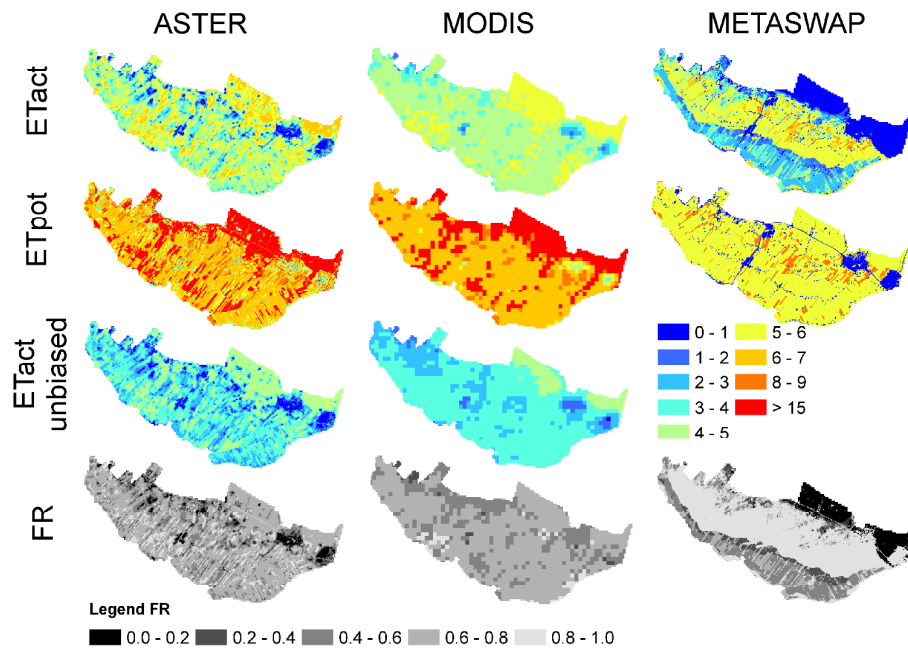 ASTER MODIS METASWAP
ETact
ETpot
ETact
unbiased
0 - 1 5 - 6
1 - 2 6 - 7
2 - 3 8 - 9
3 - 4 > 15
4 - 5
FR
Legend FR
0.0 - 0.2 0.2 - 0.4 0.4 - 0.6 0.6 - 0.8 0.8 - 1.0